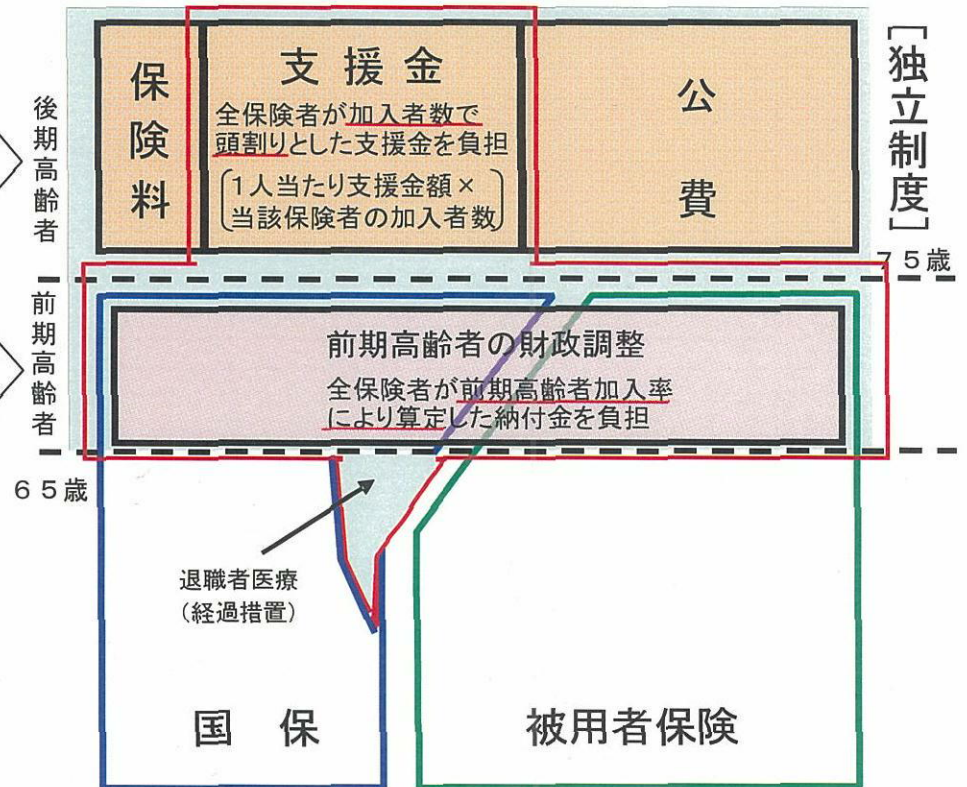 後期高齢者
保険料
支援金
全保険者が加入者数で
頭割りとした支援金を負担
1人当たり支援金額×
当該保険者の加入者数
公費
[独立制度]
75歳
前期高齢者
前期高齢者の財政調整
全保険者が前期高齢者加入率
により算定した納付金を負担
65歳
退職者医療
(経過措置)
国保
被用者保険